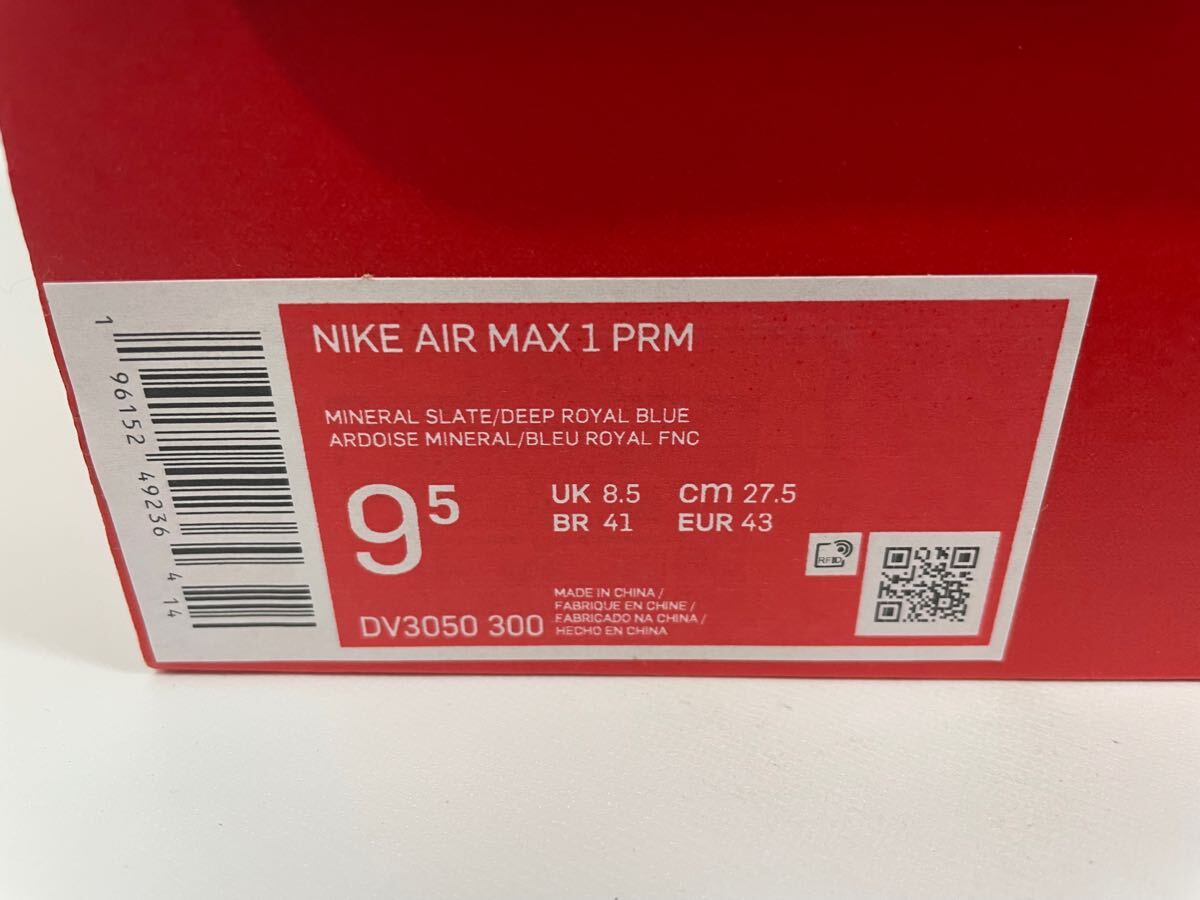 NIKE AIR MAX 1 PRM
MINERAL SLATE/DEEP ROYAL BLUE
ARDOISE MINERAL/BLEU ROYAL FNC
9⁵
UK 8.5 cm 27.5
BR 41 EUR 43
MADE IN CHINA /
FABRIQUE EN CHINE /
FABRICADO NA CHINA /
HECHO EN CHINA
DV3050 300
RFID
1 96152 49236 4 14